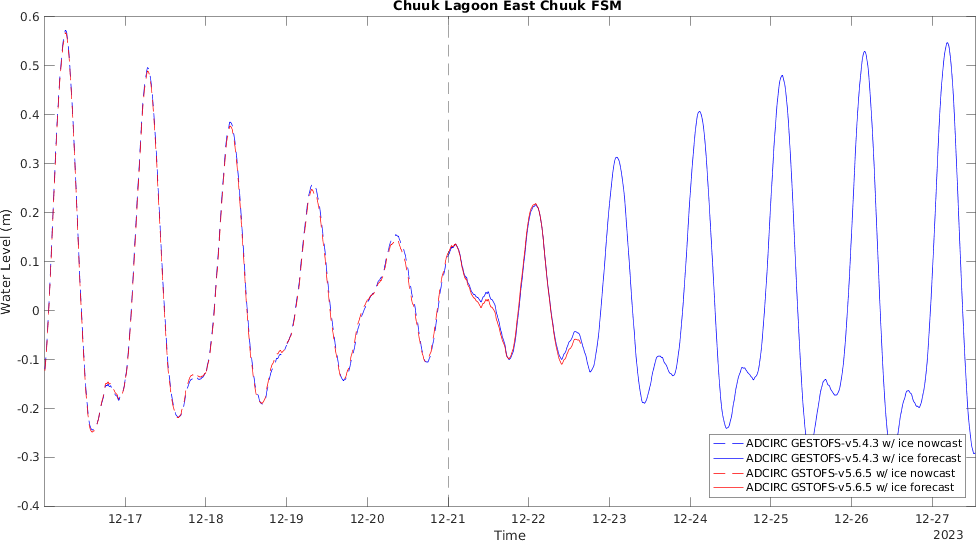 Chuuk Lagoon East Chuuk FSM
0.6
0.5
0.4
0.3
0.2
0.1
0
-0.1
-0.2
-0.3
-0.4
Water Level (m)
ADCIRC GESTOFS-v5.4.3 w/ ice nowcast
ADCIRC GESTOFS-v5.4.3 w/ ice forecast
ADCIRC GSTOFS-v5.6.5 w/ ice nowcast
ADCIRC GSTOFS-v5.6.5 w/ ice forecast
12-17 12-18 12-19 12-20 12-21 12-22 12-23 12-24 12-25 12-26 12-27
Time 2023